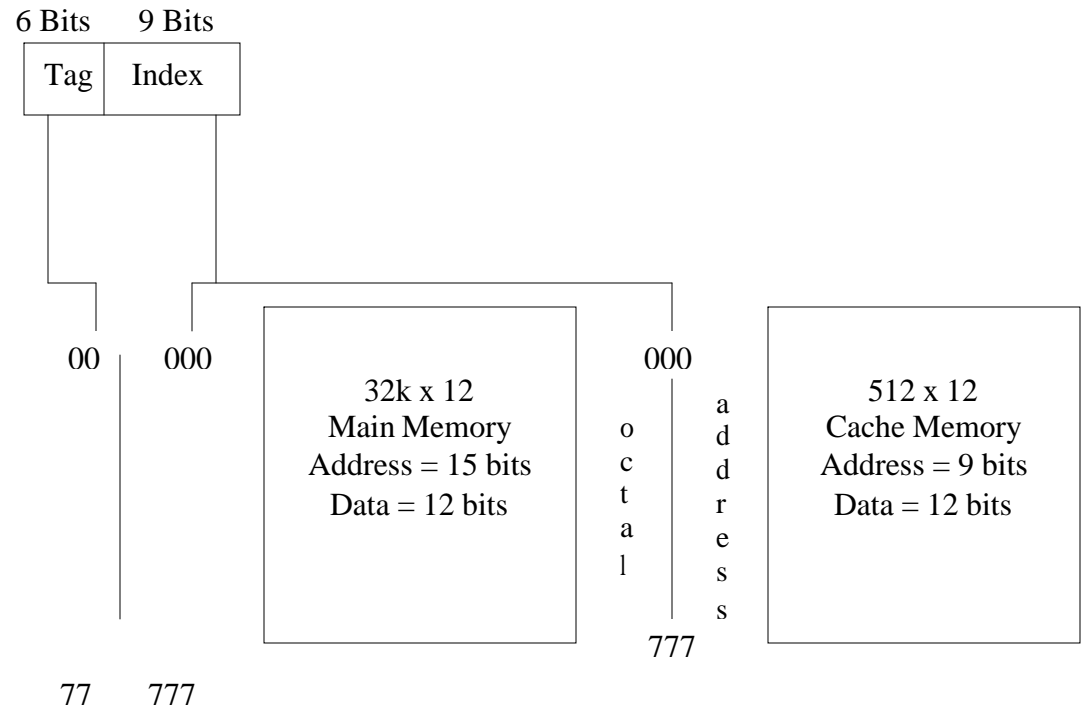 6 Bits 9 Bits
Tag Index
00 000
000
32k x 12
Main Memory
Address = 15 bits
Data = 12 bits
octal
address
512 x 12
Cache Memory
Address = 9 bits
Data = 12 bits
777
77 777